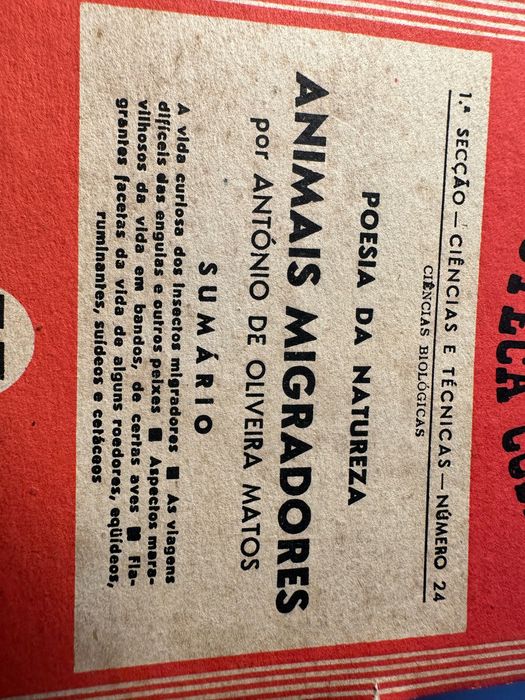 1.ª SECÇÃO — CIÊNCIAS E TÉCNICAS — NÚMERO 24
CIÊNCIAS BIOLÓGICAS
POESIA DA NATUREZA
ANIMAIS MIGRADORES
por ANTÓNIO DE OLIVEIRA MATOS
SUMÁRIO
A vida curiosa dos insectos migradores ■ As viagens
difíceis das enguias e outros peixes ■ Aspectos mara-
vilhosos da vida em bandos, de certas aves ■ Fla-
grantes facetas da vida de alguns roedores, eqüídeos,
ruminantes, suídeos e cetáceos